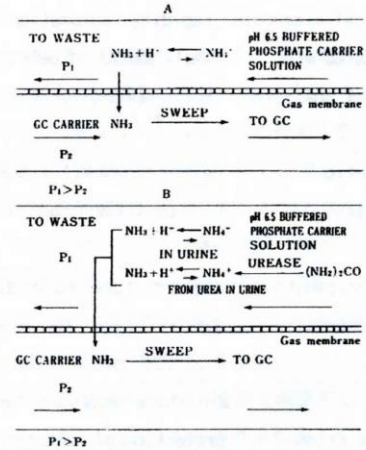 A
TO WASTE NH₃+H⁻ NH₄⁻ pH 6.5 BUFFERED
PHOSPHATE CARRIER
SOLUTION
P₁
Gas membrane
GC CARRIER NH₃ SWEEP TO GC
P₂
P₁>P₂
B
TO WASTE NH₃+H⁻ NH₄⁻ pH 6.5 BUFFERED
PHOSPHATE CARRIER
IN URINE SOLUTION
P₁ UREASE
NH₃+H⁺ NH₄⁺ (NH₂)₂CO
FROM UREA IN URINE
Gas membrane
GC CARRIER NH₃ SWEEP TO GC
P₂
P₁>P₂